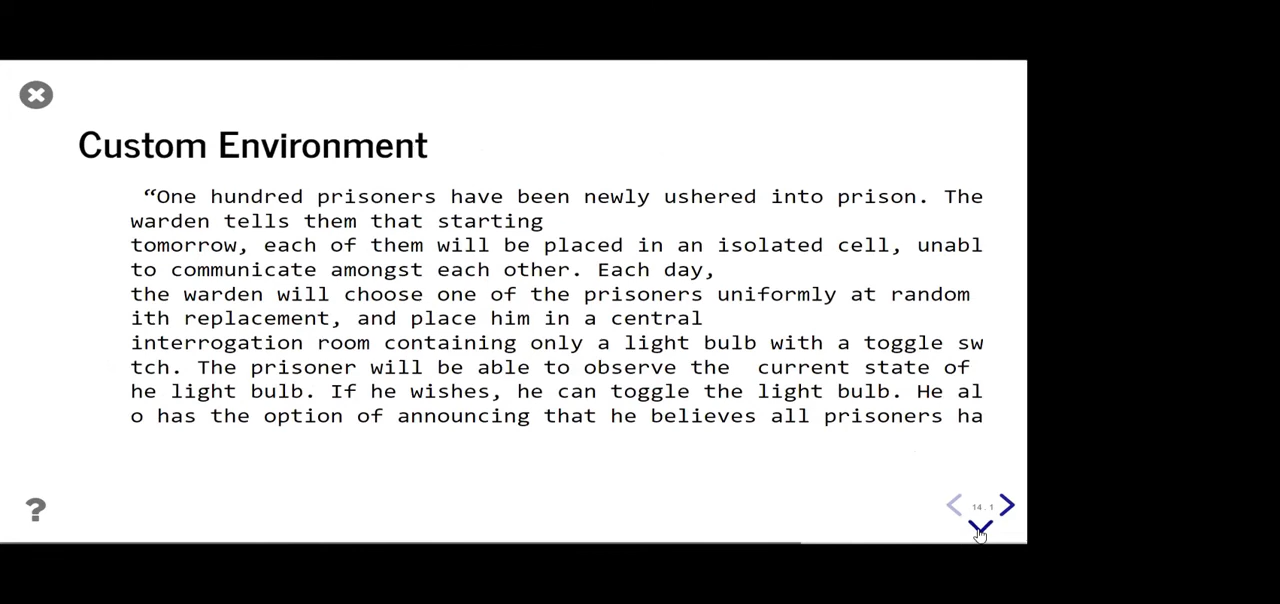 Custom Environment
“One hundred prisoners have been newly ushered into prison. The
warden tells them that starting
tomorrow, each of them will be placed in an isolated cell, unabl
to communicate amongst each other. Each day,
the warden will choose one of the prisoners uniformly at random
ith replacement, and place him in a central
interrogation room containing only a light bulb with a toggle sw
tch. The prisoner will be able to observe the  current state of
he light bulb. If he wishes, he can toggle the light bulb. He al
o has the option of announcing that he believes all prisoners ha
?
14.1